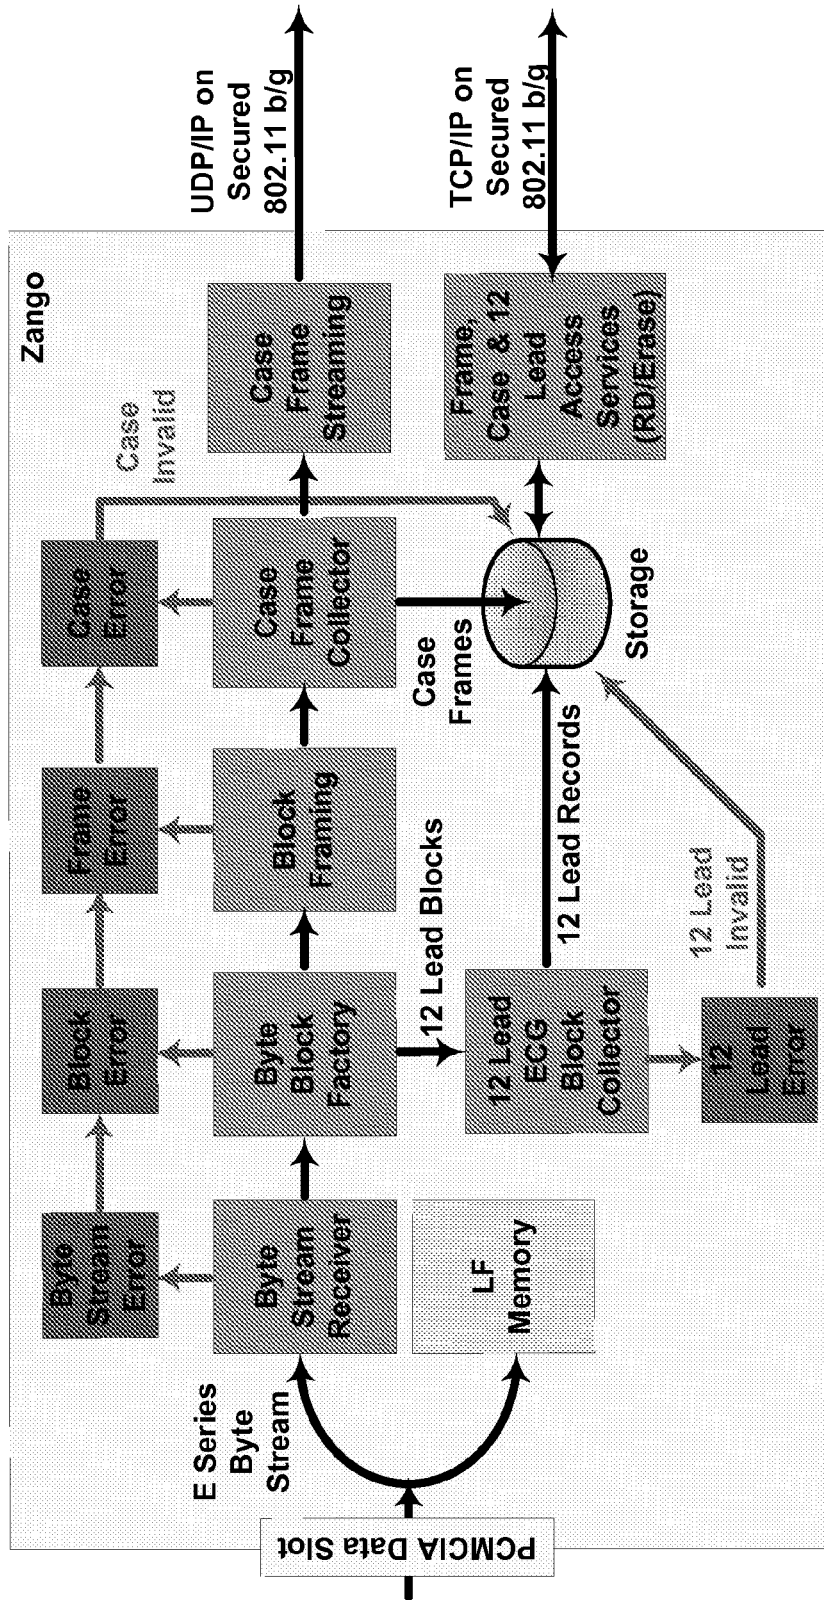 Zango
PCMCIA Data Slot
E Series
Byte
Stream
Byte
Stream
Error
Block
Error
Frame
Error
Case
Error
Case
Invalid
Byte
Stream
Receiver
Byte
Block
Factory
Block
Framing
Case
Frame
Collector
Case
Frame
Streaming
UDP/IP on
Secured
802.11 b/g
LF
Memory
12 Lead Blocks
12 Lead
ECG
Block
Collector
12 Lead Records
Case
Frames
Storage
Frame,
Case & 12
Lead
Access
Services
(RD/Erase)
TCP/IP on
Secured
802.11 b/g
12
Lead
Error
12 Lead
Invalid